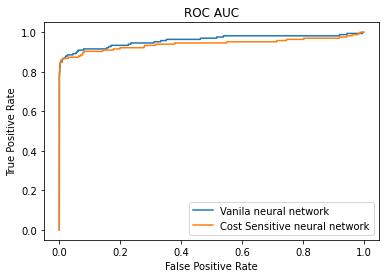 ROC AUC
True Positive Rate
1.0
0.8
0.6
0.4
0.2
0.0
Vanila neural network
Cost Sensitive neural network
0.0 0.2 0.4 0.6 0.8 1.0
False Positive Rate